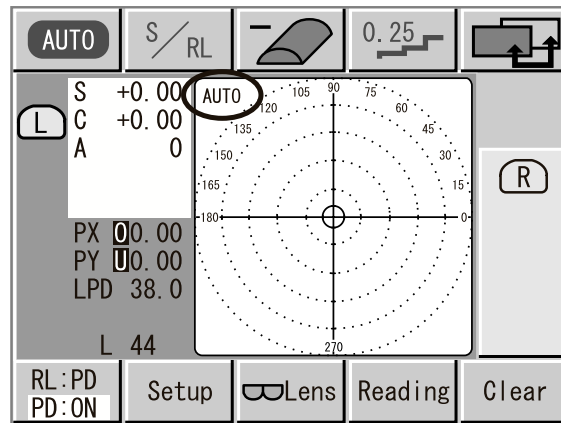 AUTO
S/RL
0.25
L
S +0.00
C +0.00
A 0
AUTO
105 90 75
120 60
135 45
150 30
165 15
180 0
270
R
PX O0.00
PY U0.00
LPD 38.0
L 44
RL:PD
PD:ON
Setup
Lens
Reading
Clear